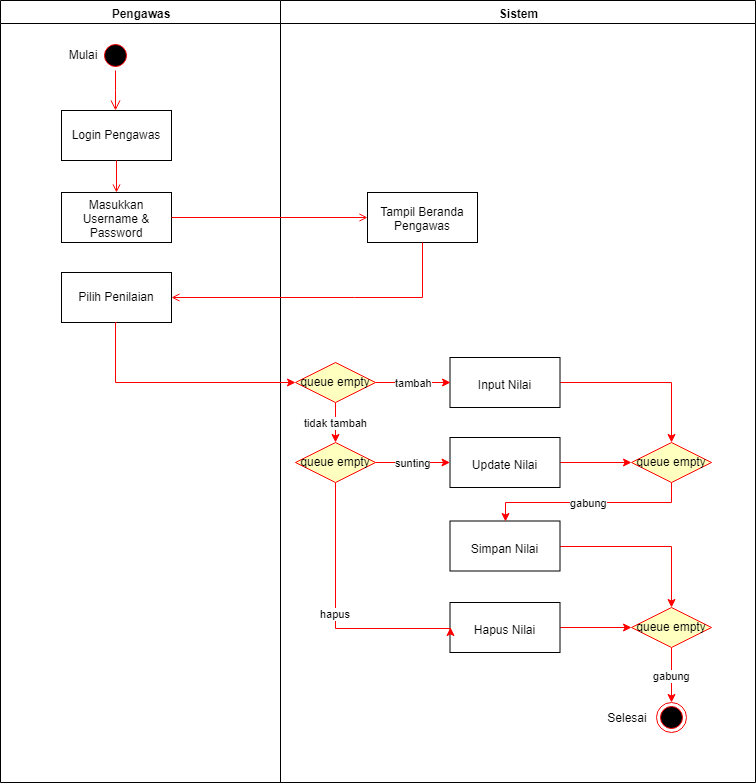 Pengawas
Sistem
Mulai
Login Pengawas
Masukkan
Username &
Password
Tampil Beranda
Pengawas
Pilih Penilaian
queue empty
tambah
Input Nilai
tidak tambah
queue empty
sunting
Update Nilai
queue empty
gabung
Simpan Nilai
hapus
Hapus Nilai
queue empty
gabung
Selesai